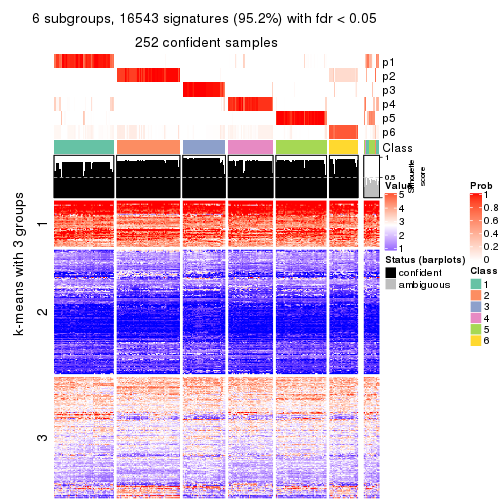 6 subgroups, 16543 signatures (95.2%) with fdr < 0.05
252 confident samples
p1
p2
p3
p4
p5
p6
Class
1
0.5
0
Silhouette
score
k-means with 3 groups
1
2
3
Value
5
4
3
2
1
Status (barplots)
confident
ambiguous
Prob
1
0.8
0.6
0.4
0.2
0
Class
1
2
3
4
5
6